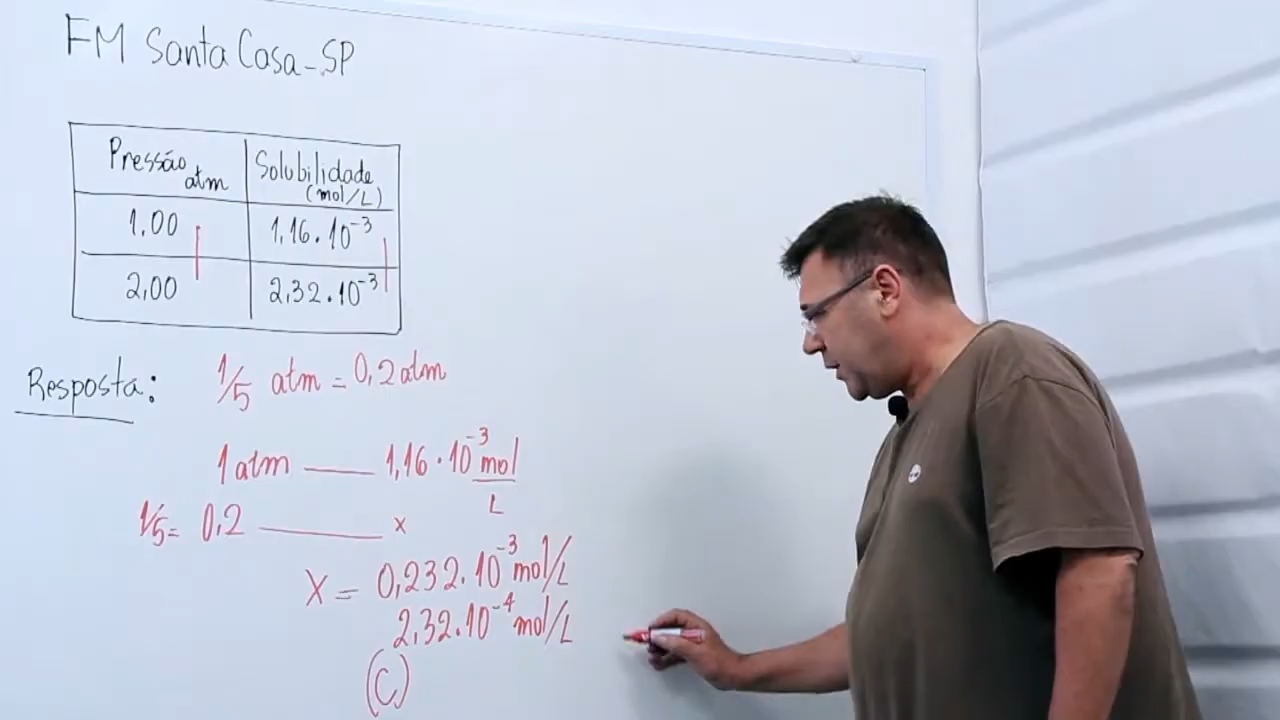 FM Santa Casa-SP
Pressão atm | Solubilidade (mol/L)
1,00 | 1,16.10⁻³
2,00 | 2,32.10⁻³
Resposta: 1/5 atm = 0,2 atm
1 atm —— 1,16.10⁻³ mol/L
1/5= 0,2 —— x
X = 0,232.10⁻³ mol/L
2,32.10⁻⁴ mol/L
(C)